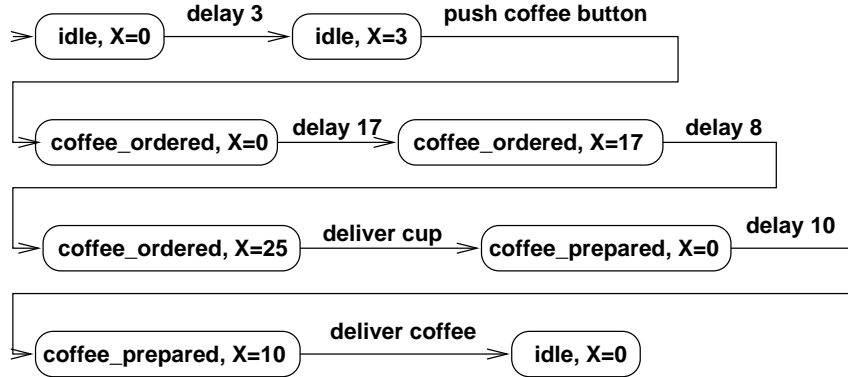 delay 3
push coffee button
idle, X=0
idle, X=3
delay 17
delay 8
coffee_ordered, X=0
coffee_ordered, X=17
deliver cup
delay 10
coffee_ordered, X=25
coffee_prepared, X=0
deliver coffee
coffee_prepared, X=10
idle, X=0